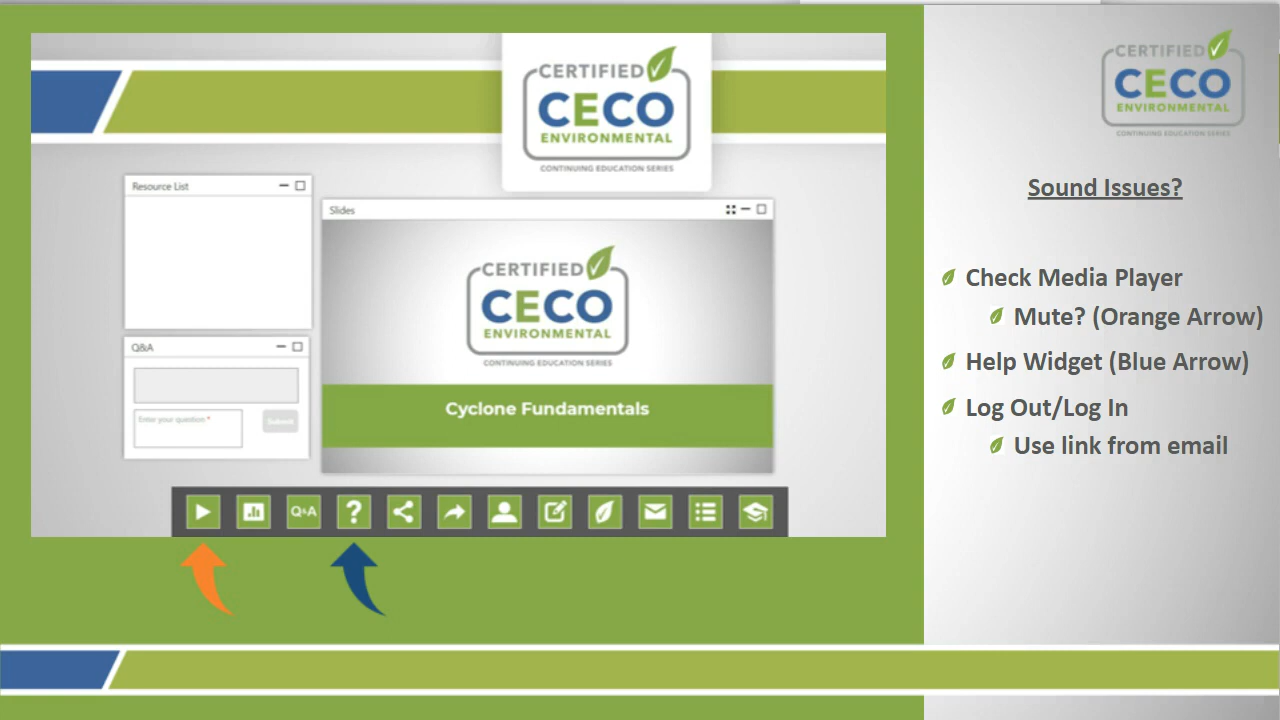 CERTIFIED
CECO
ENVIRONMENTAL
CONTINUING EDUCATION SERIES
Resource List
Q&A
Enter your question *
Submit
Slides
CERTIFIED
CECO
ENVIRONMENTAL
CONTINUING EDUCATION SERIES
Cyclone Fundamentals
Q&A
?
CERTIFIED
CECO
ENVIRONMENTAL
CONTINUING EDUCATION SERIES
Sound Issues?
Check Media Player
Mute? (Orange Arrow)
Help Widget (Blue Arrow)
Log Out/Log In
Use link from email